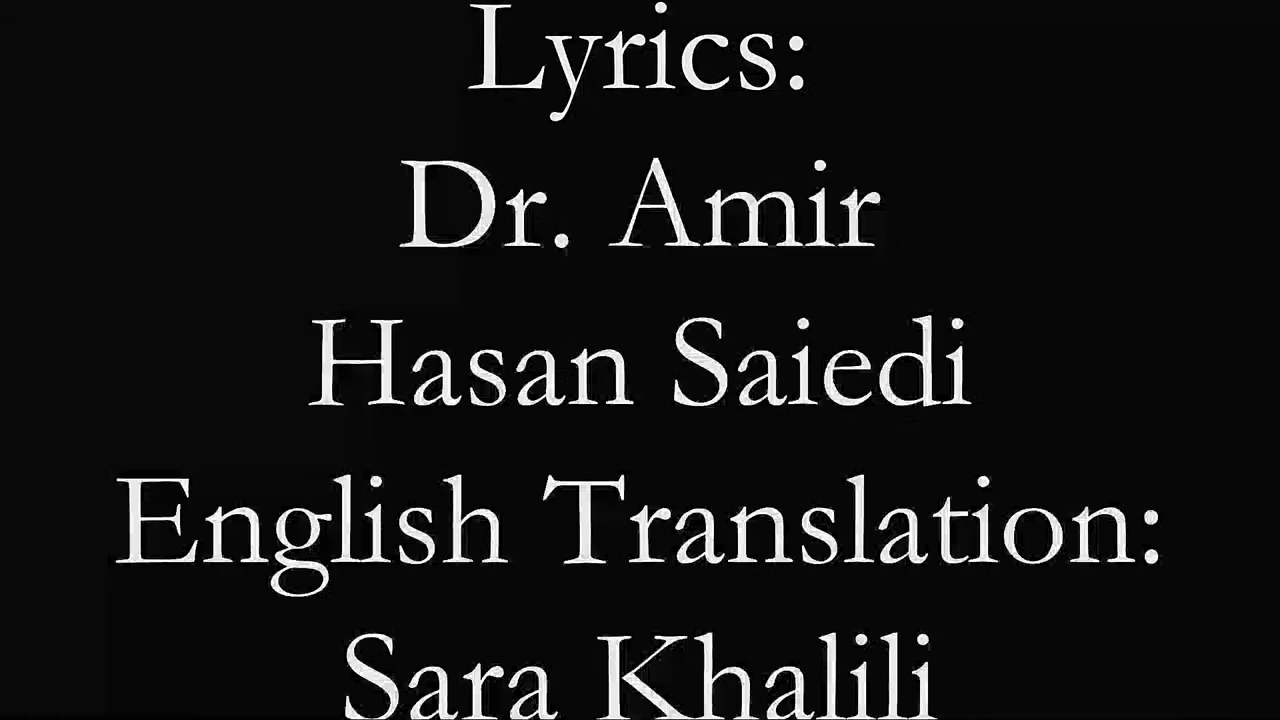 Lyrics:
Dr. Amir
Hasan Saiedi
English Translation:
Sara Khalili